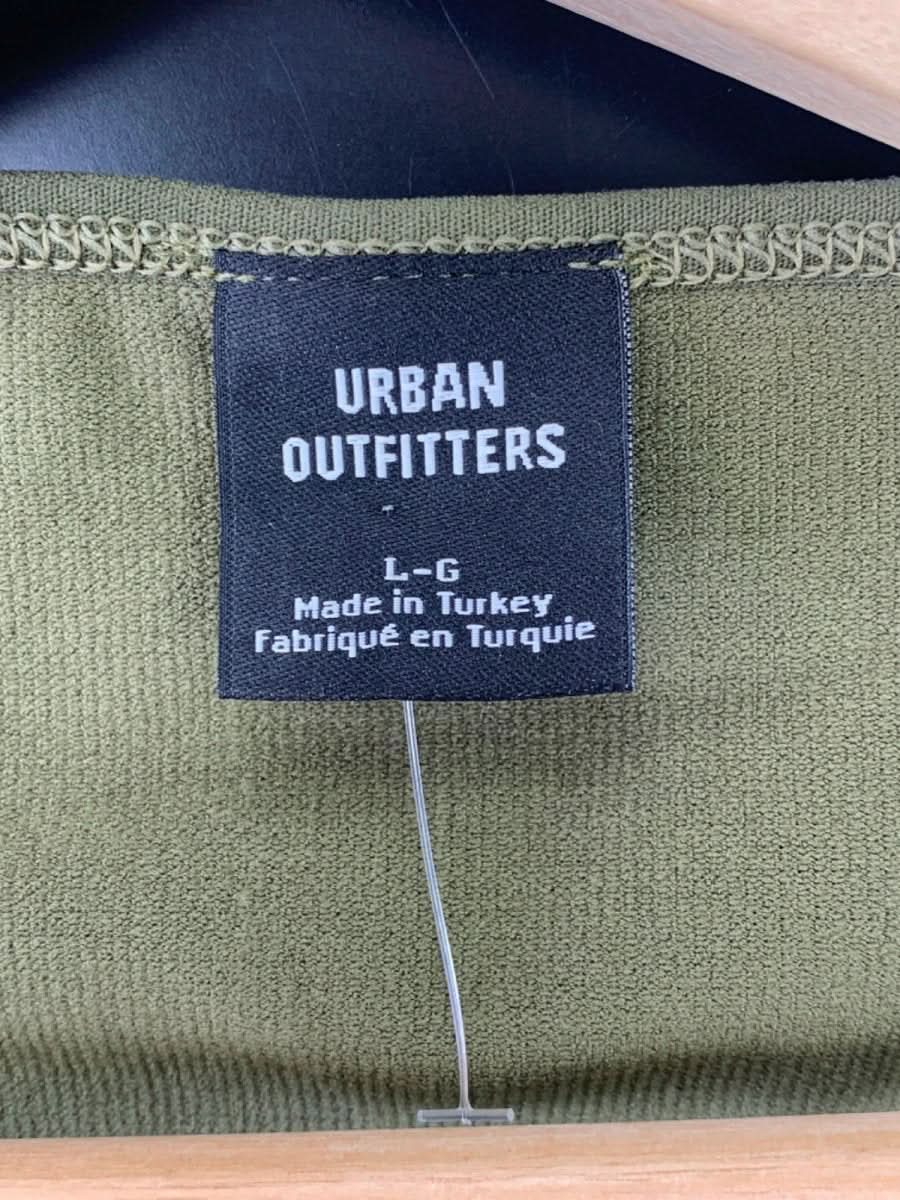 URBAN
OUTFITTERS
L-G
Made in Turkey
Fabriqué en Turquie